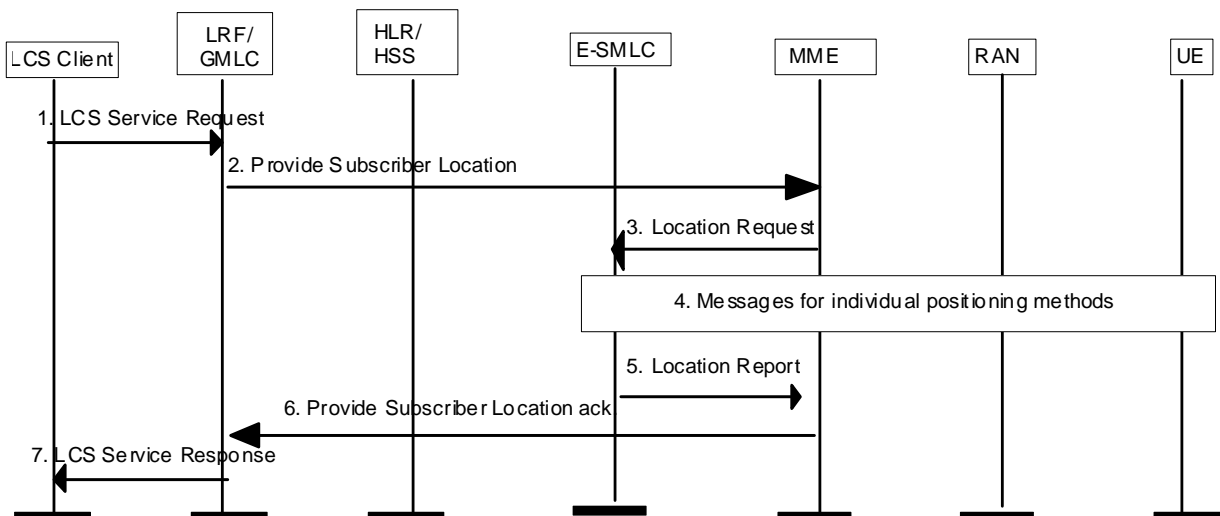 LCS Client
LRF/
GMLC
HLR/
HSS
E-SMLC
MME
RAN
UE
1. LCS Service Request
2. Provide Subscriber Location
3. Location Request
4. Messages for individual positioning methods
5. Location Report
6. Provide Subscriber Location ack.
7. LCS Service Response